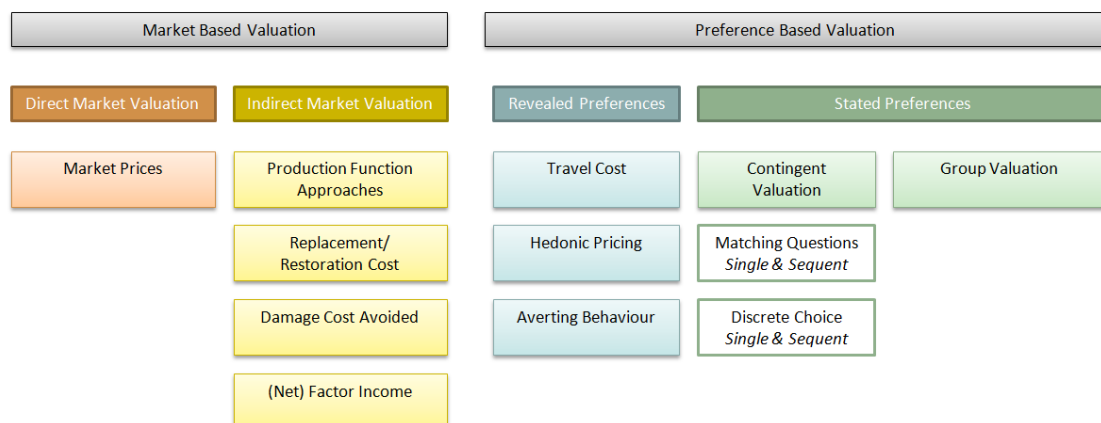 Market Based Valuation
Preference Based Valuation
Direct Market Valuation
Indirect Market Valuation
Revealed Preferences
Stated Preferences
Market Prices
Production Function
Approaches
Travel Cost
Contingent
Valuation
Group Valuation
Replacement/
Restoration Cost
Hedonic Pricing
Matching Questions
Single & Sequent
Damage Cost Avoided
Averting Behaviour
Discrete Choice
Single & Sequent
(Net) Factor Income